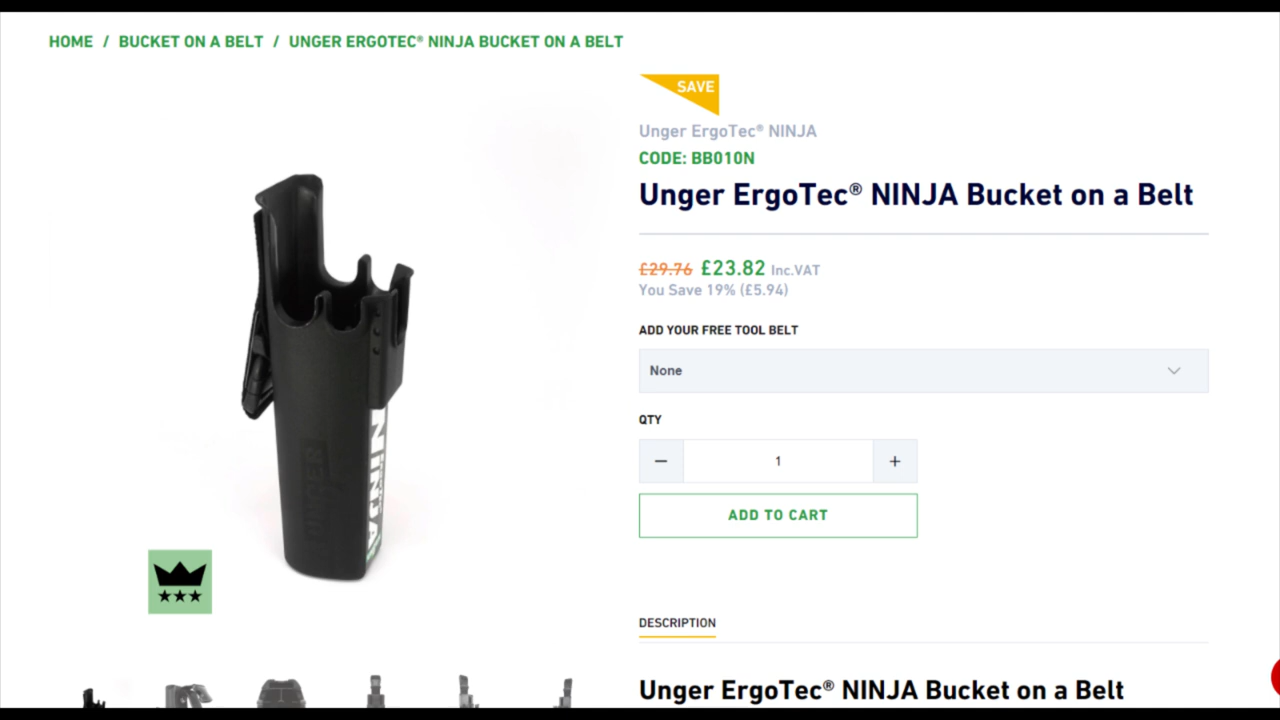 HOME / BUCKET ON A BELT / UNGER ERGOTEC® NINJA BUCKET ON A BELT
SAVE
Unger ErgoTec® NINJA
CODE: BB010N
Unger ErgoTec® NINJA Bucket on a Belt
£29.76 £23.82 Inc.VAT
You Save 19% (£5.94)
ADD YOUR FREE TOOL BELT
None
QTY
− 1 +
ADD TO CART
UNGER
NINJA
DESCRIPTION
Unger ErgoTec® NINJA Bucket on a Belt